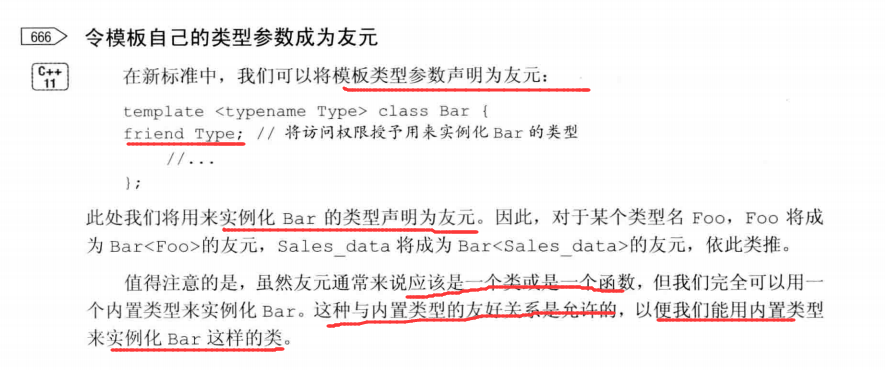 666 令模板自己的类型参数成为友元
C++
11
在新标准中，我们可以将模板类型参数声明为友元：
template <typename Type> class Bar {
friend Type; // 将访问权限授予用来实例化 Bar 的类型
//...
};
此处我们将用来实例化 Bar 的类型声明为友元。因此，对于某个类型名 Foo，Foo 将成
为 Bar<Foo>的友元，Sales_data 将成为 Bar<Sales_data>的友元，依此类推。
值得注意的是，虽然友元通常来说应该是一个类或是一个函数，但我们完全可以用一
个内置类型来实例化 Bar。这种与内置类型的友好关系是允许的，以便我们能用内置类型
来实例化 Bar 这样的类。